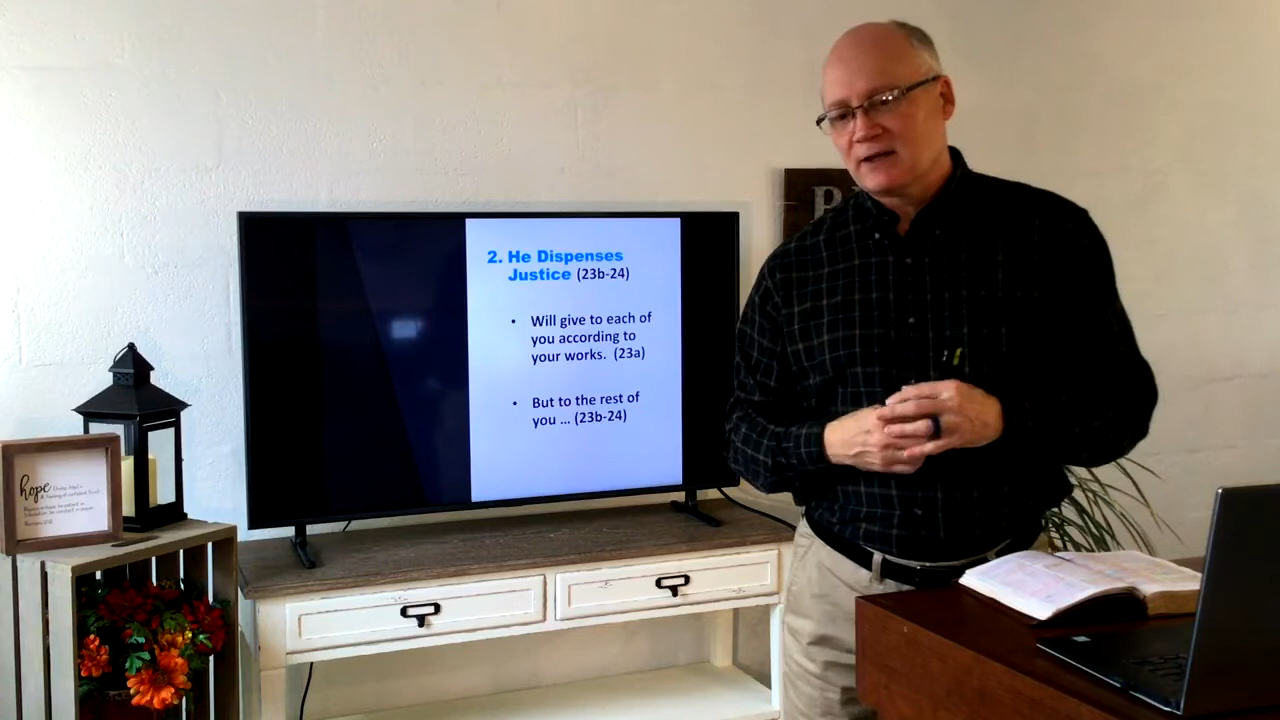 2. He Dispenses
Justice (23b-24)
• Will give to each of
you according to
your works. (23a)
• But to the rest of
you ... (23b-24)
hope